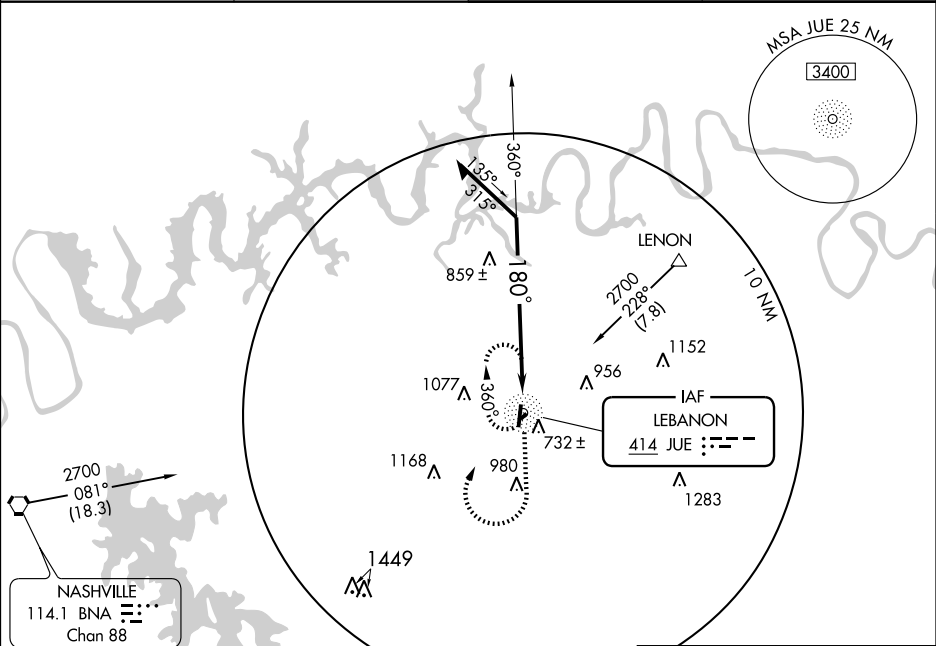 MSA JUE 25 NM
3400
360°
135°
315°
LENON
859 ±
180°
2700
228°
(7.8)
10 NM
1152
956
1077
360°
IAF
LEBANON
414 JUE
732 ±
1168
980
1283
2700
081°
(18.3)
1449
NASHVILLE
114.1 BNA
Chan 88